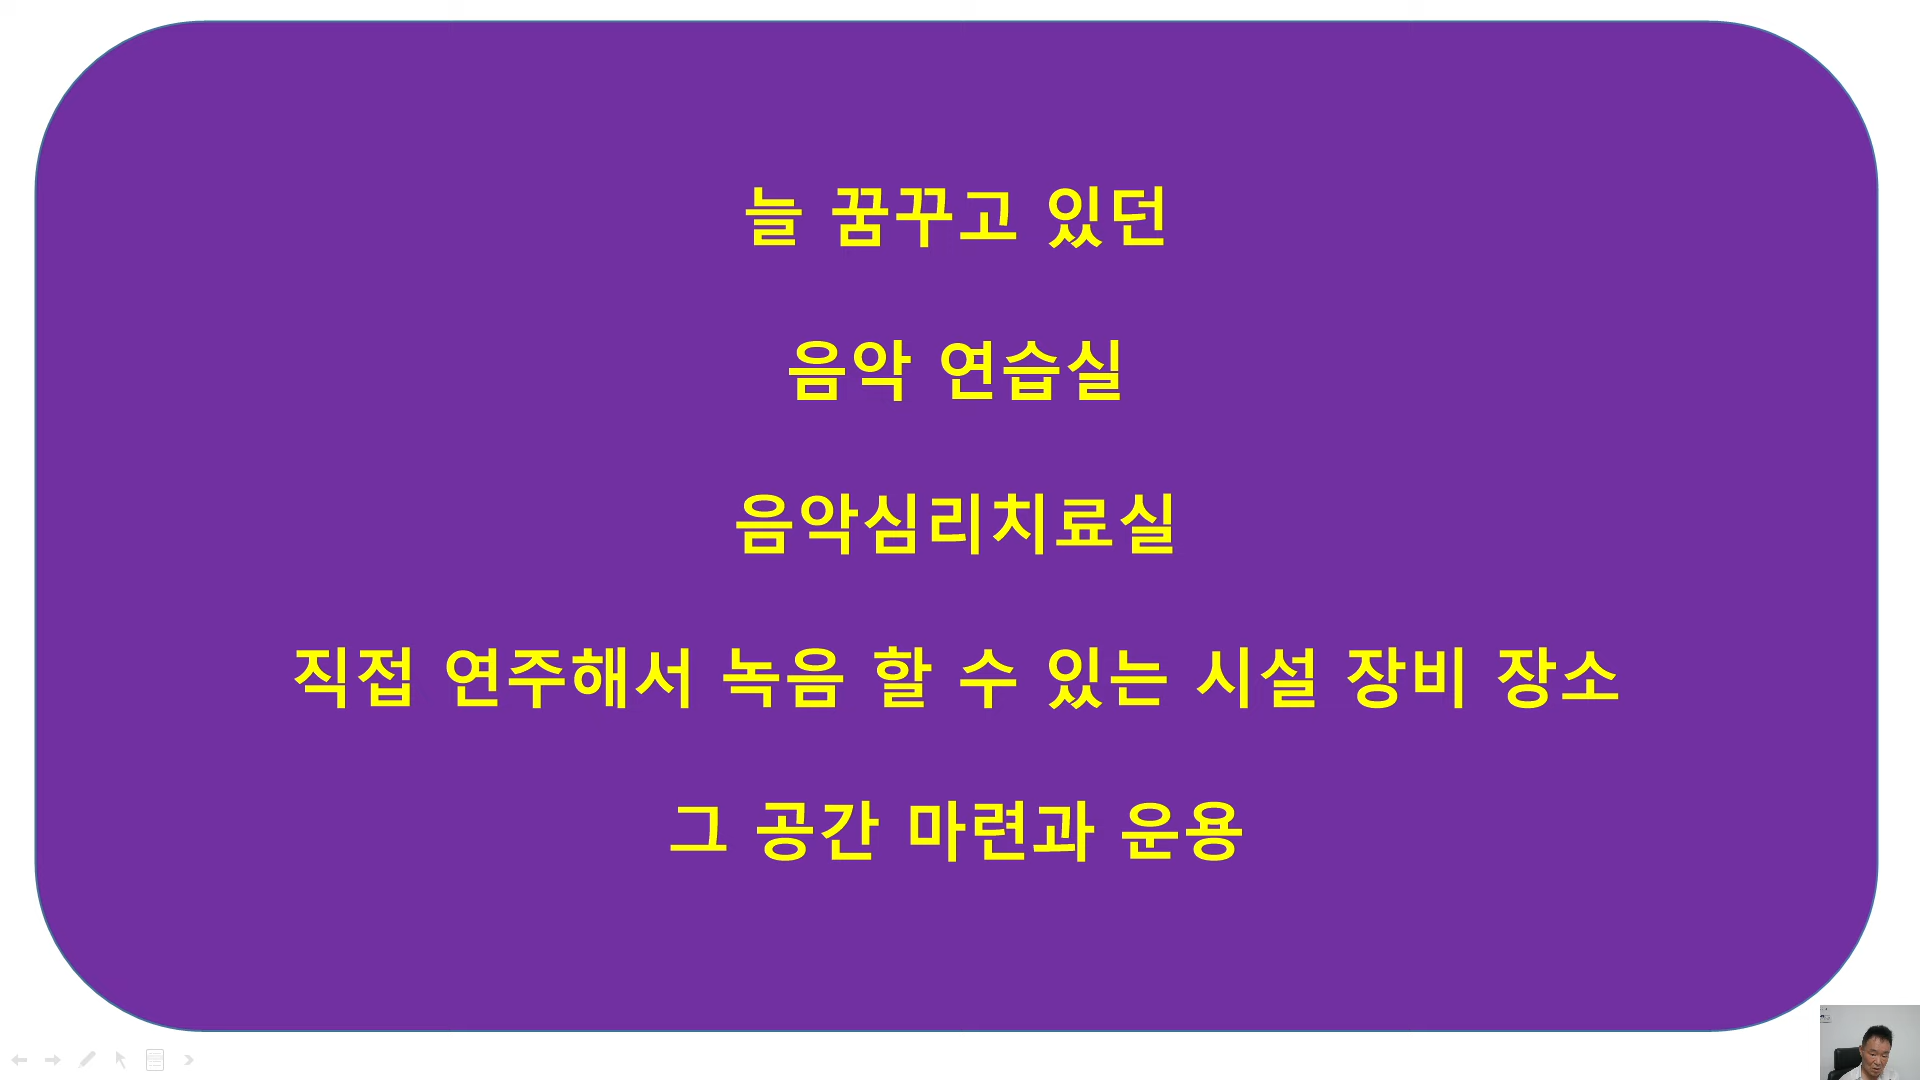 늘 꿈꾸고 있던
음악 연습실
음악심리치료실
직접 연주해서 녹음 할 수 있는 시설 장비 장소
그 공간 마련과 운용